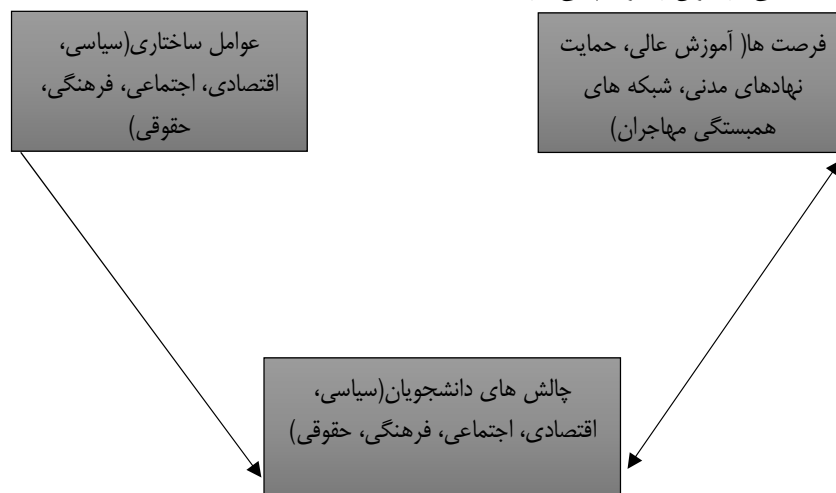 فرصت ها( آموزش عالی، حمایت
نهادهای مدنی، شبکه های
همبستگی مهاجران)
عوامل ساختاری(سیاسی،
اقتصادی، اجتماعی، فرهنگی،
حقوقی)
چالش های دانشجویان(سیاسی،
اقتصادی، اجتماعی، فرهنگی، حقوقی)